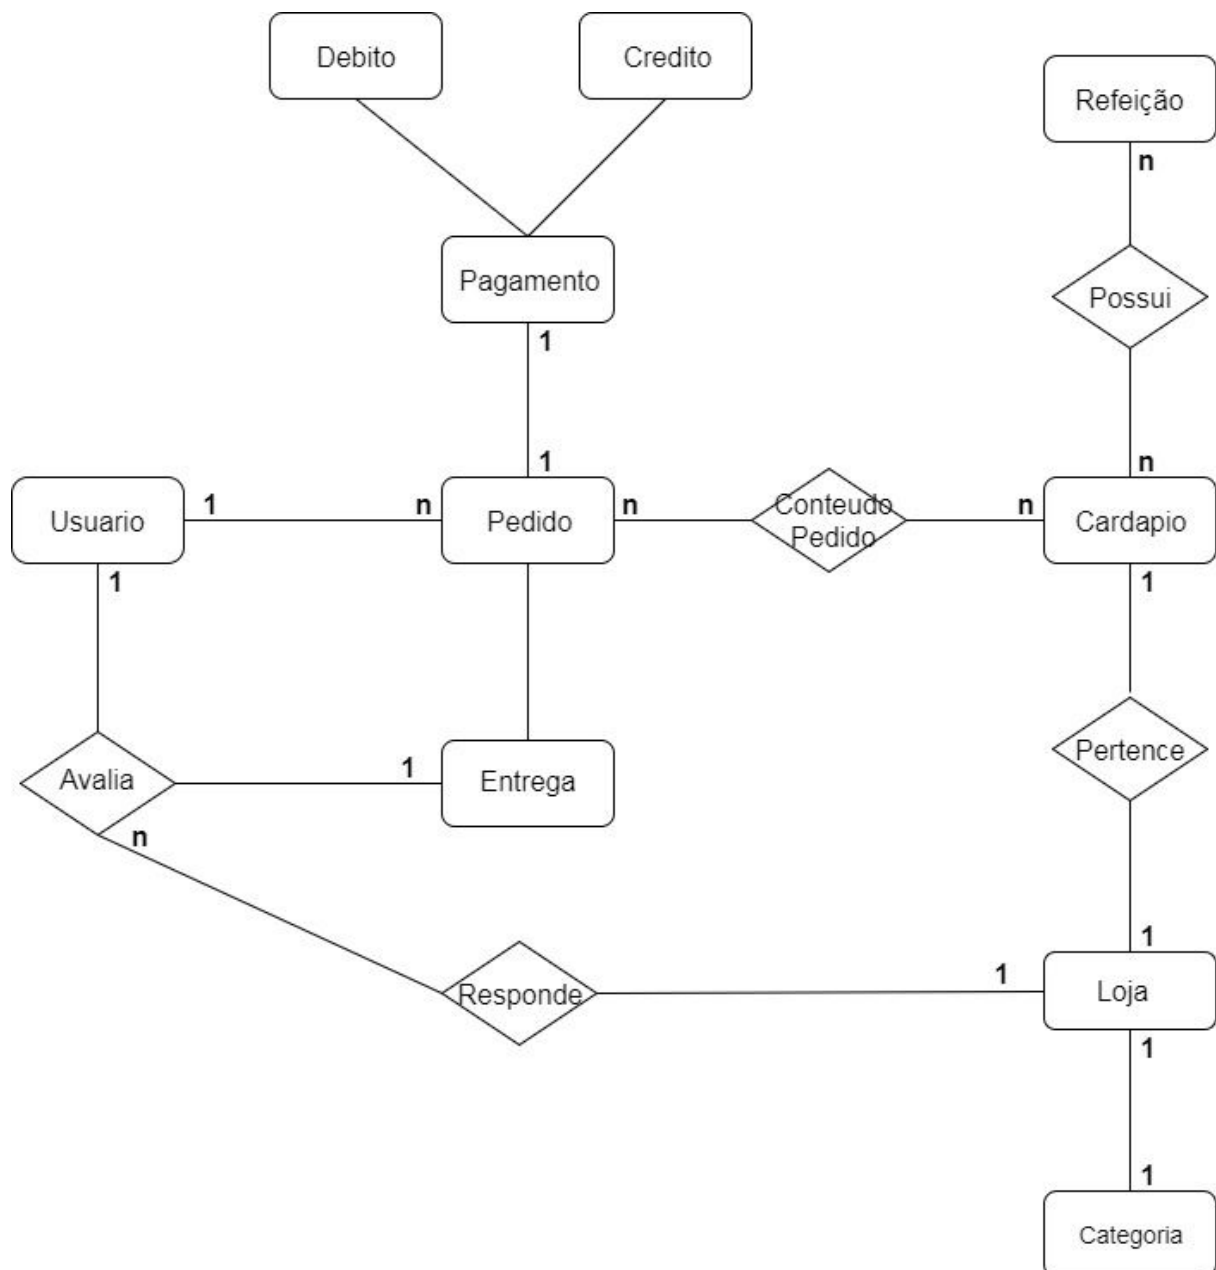 Debito
Credito
Refeição
n
Pagamento
1
Possui
1
n
Usuario
1
n
Pedido
n
Conteudo
Pedido
n
Cardapio
1
1
Avalia
1
Entrega
Pertence
n
1
Responde
1
Loja
1
1
Categoria